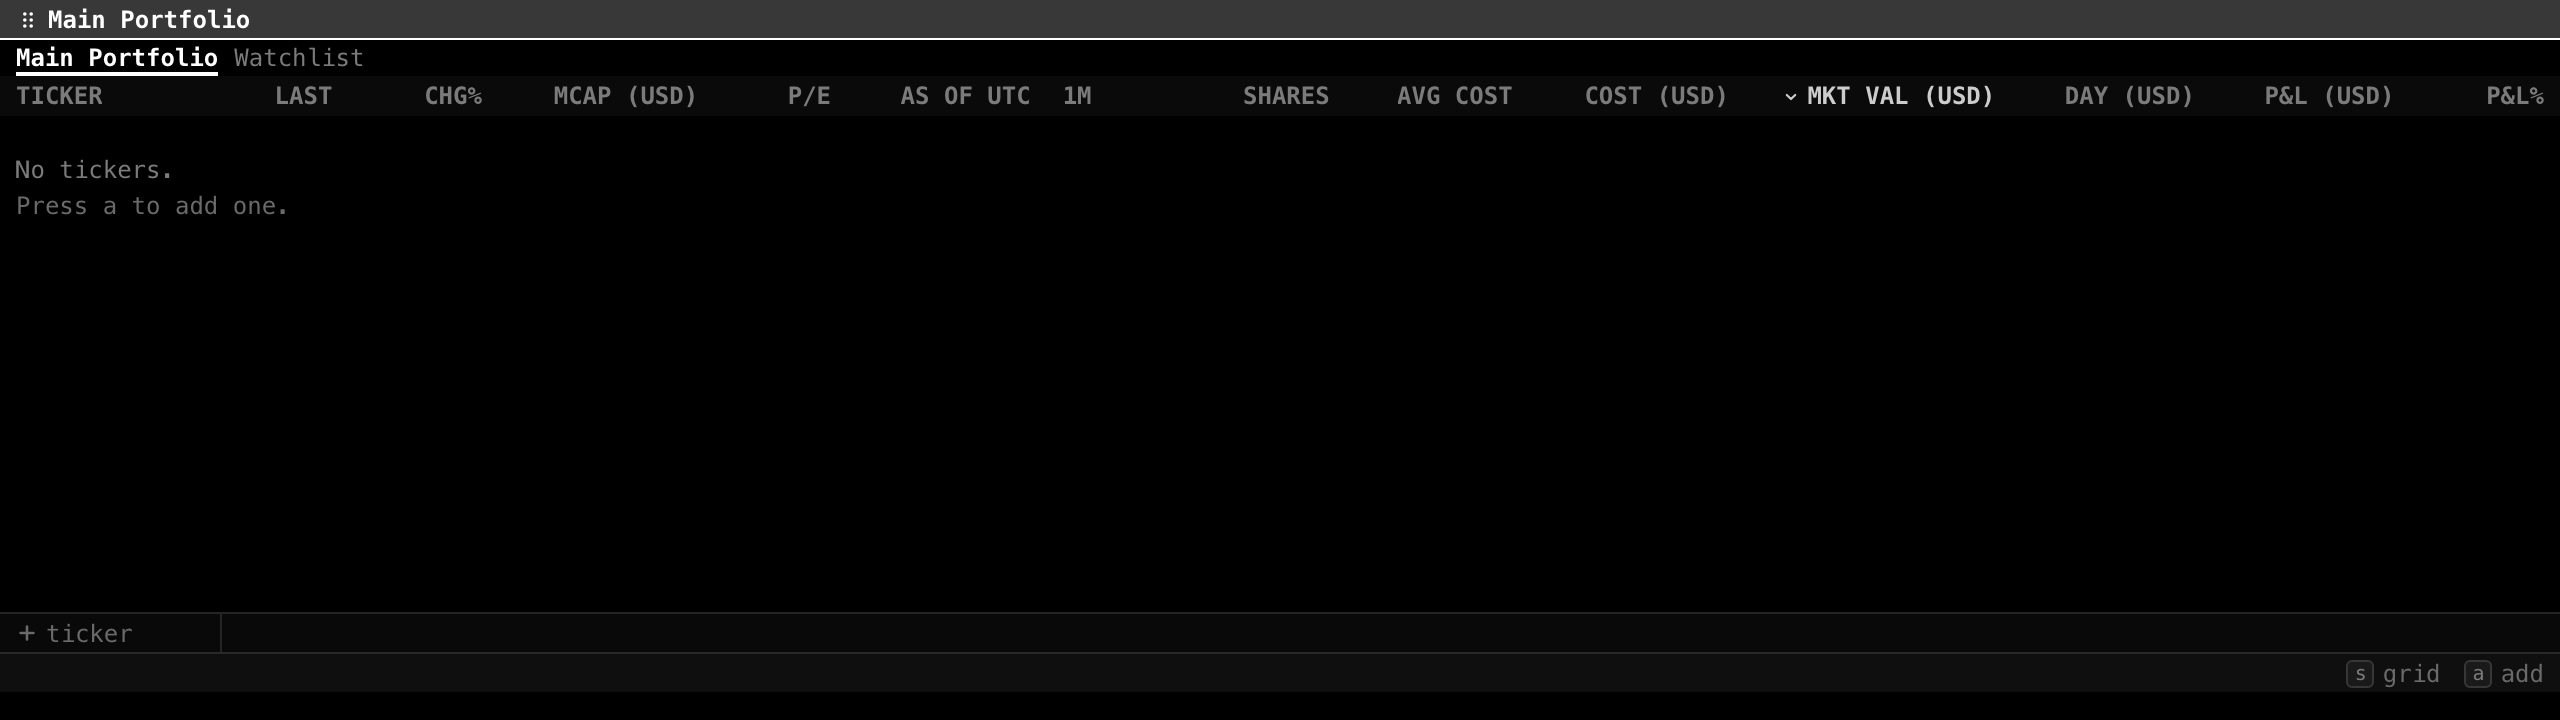 Main Portfolio
Main Portfolio Watchlist
TICKER LAST CHG% MCAP (USD) P/E AS OF UTC 1M SHARES AVG COST COST (USD) MKT VAL (USD) DAY (USD) P&L (USD) P&L%
No tickers.
Press a to add one.
+ ticker
s grid a add